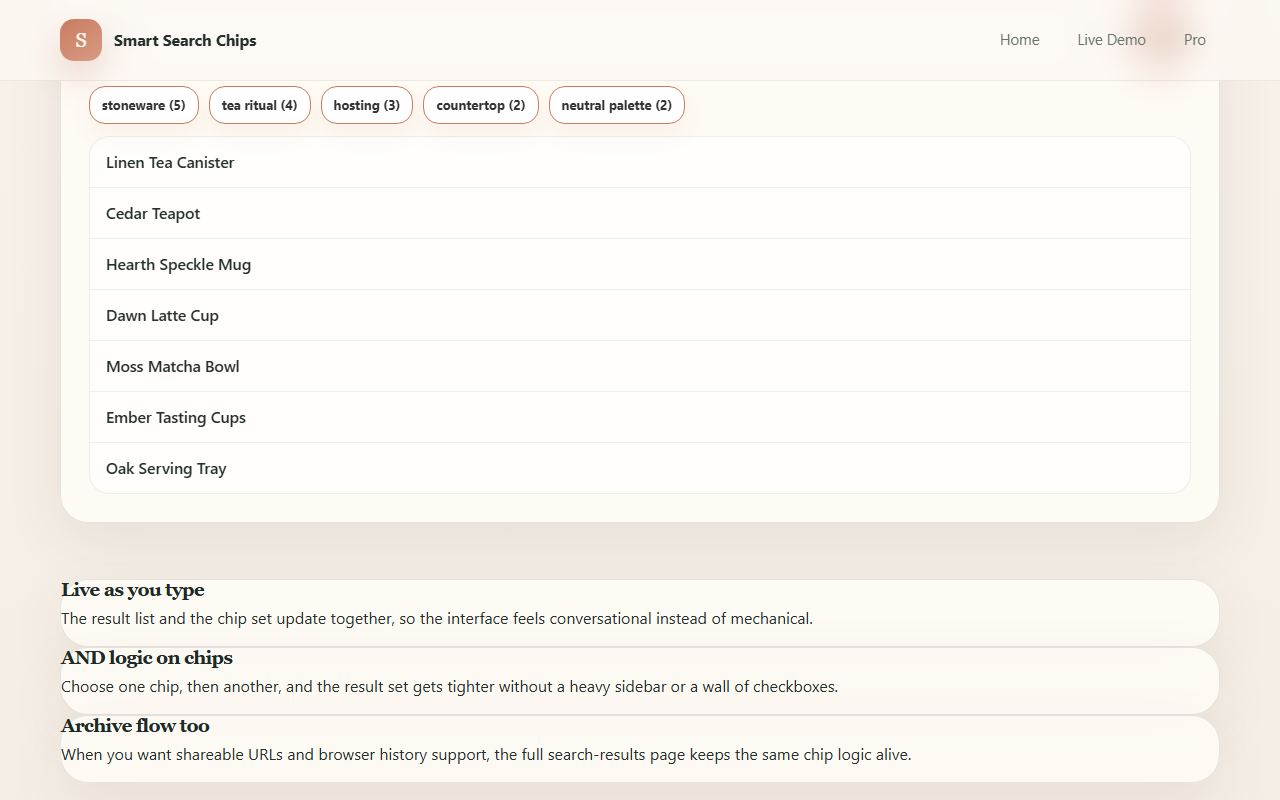 S
Smart Search Chips
Home
Live Demo
Pro
stoneware (5)
tea ritual (4)
hosting (3)
countertop (2)
neutral palette (2)
Linen Tea Canister
Cedar Teapot
Hearth Speckle Mug
Dawn Latte Cup
Moss Matcha Bowl
Ember Tasting Cups
Oak Serving Tray
Live as you type
The result list and the chip set update together, so the interface feels conversational instead of mechanical.
AND logic on chips
Choose one chip, then another, and the result set gets tighter without a heavy sidebar or a wall of checkboxes.
Archive flow too
When you want shareable URLs and browser history support, the full search-results page keeps the same chip logic alive.